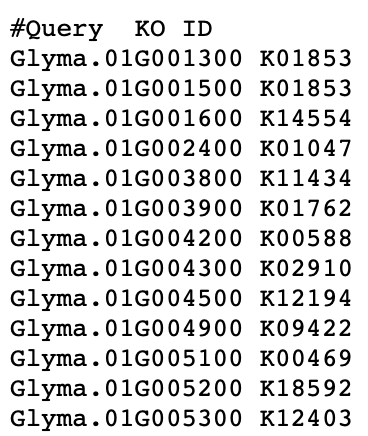 #Query KO ID
Glyma.01G001300 K01853
Glyma.01G001500 K01853
Glyma.01G001600 K14554
Glyma.01G002400 K01047
Glyma.01G003800 K11434
Glyma.01G003900 K01762
Glyma.01G004200 K00588
Glyma.01G004300 K02910
Glyma.01G004500 K12194
Glyma.01G004900 K09422
Glyma.01G005100 K00469
Glyma.01G005200 K18592
Glyma.01G005300 K12403